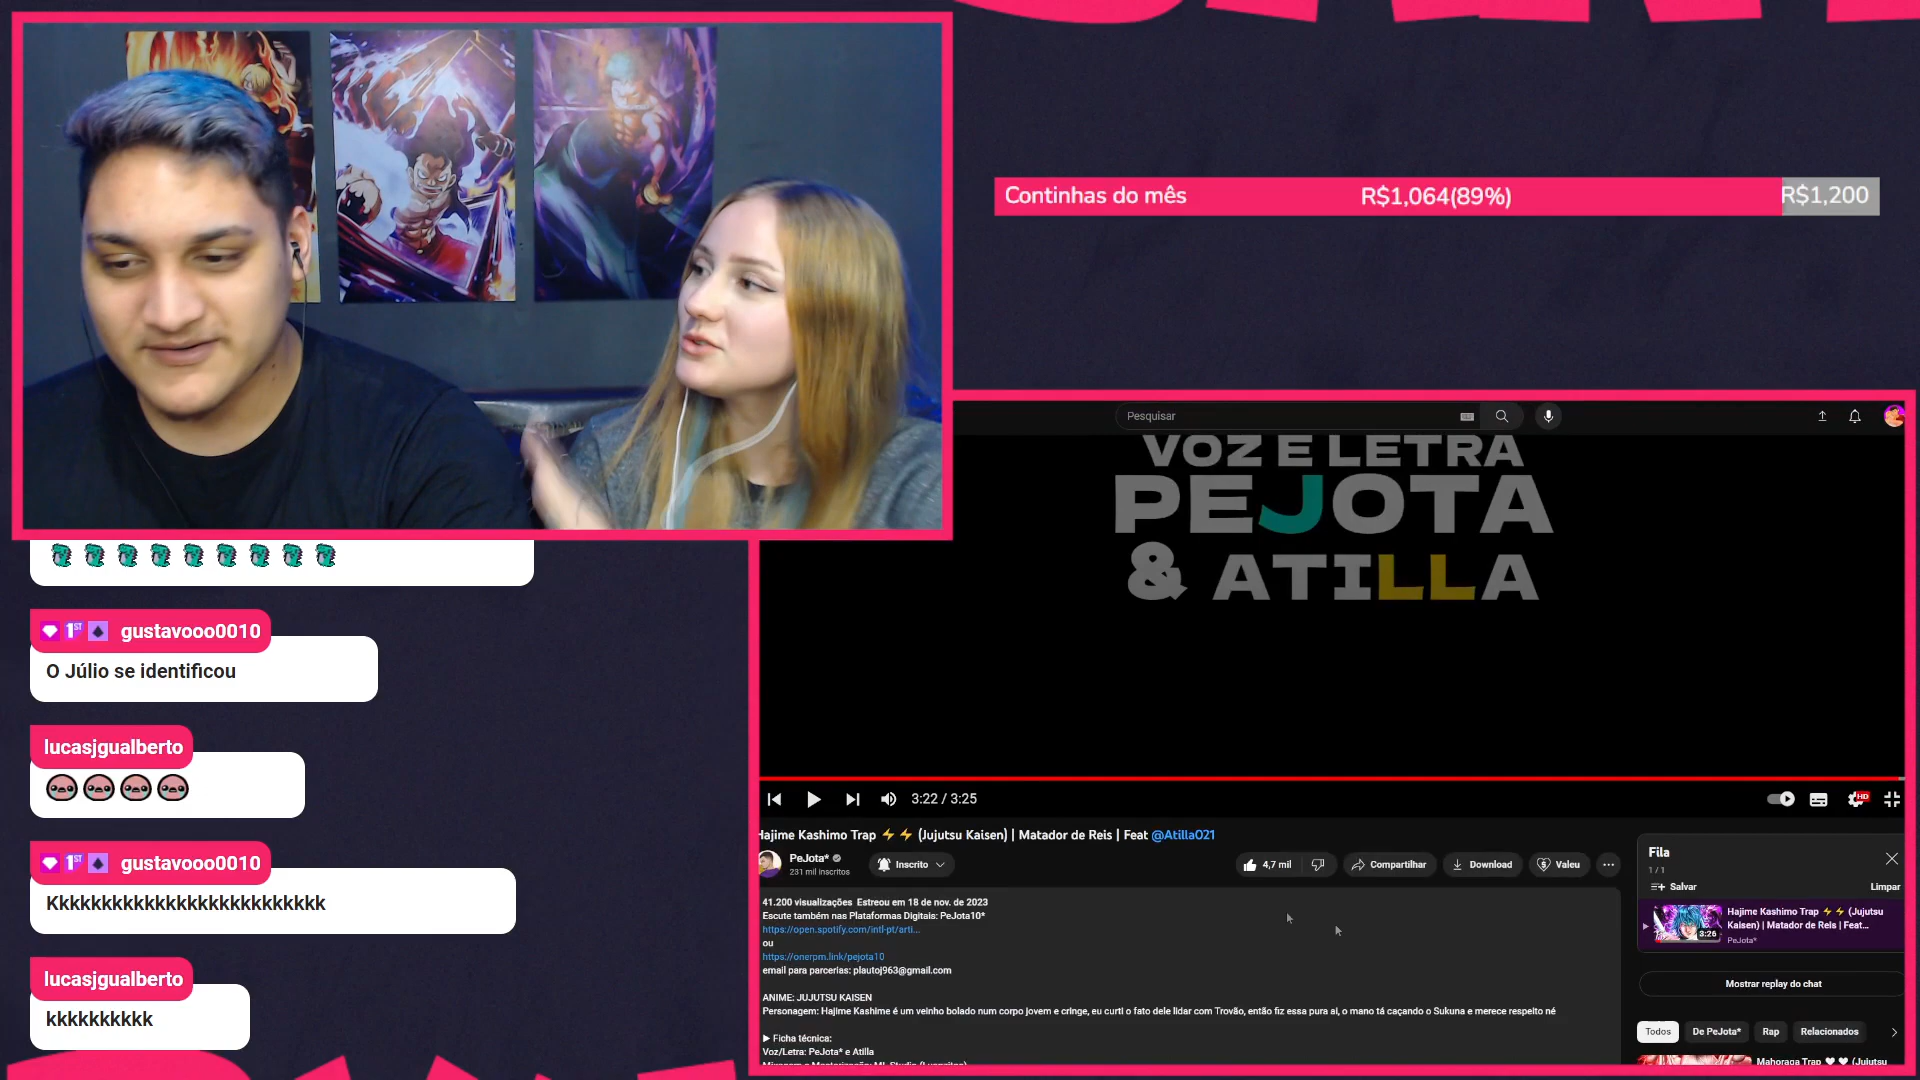 Continhas do mês
R$1,064(89%)
R$1,200
Pesquisar
VOZ E LETRA
PEJOTA
& ATILLA
gustavooo0010
O Júlio se identificou
lucasjgualberto
gustavooo0010
Kkkkkkkkkkkkkkkkkkkkkkkkk
lucasjgualberto
kkkkkkkkkk
3:22 / 3:25
HD
Hajime Kashimo Trap ⚡⚡ (Jujutsu Kaisen) | Matador de Reis | Feat @Atilla021
PeJota*
231 mil inscritos
Inscrito
4,7 mil
Compartilhar
Download
Valeu
41.200 visualizações Estreou em 18 de nov. de 2023
Escute também nas Plataformas Digitais: PeJota10*
https://open.spotify.com/intl-pt/arti...
ou
https://onerpm.link/pejota10
email para parcerias: plautoj963@gmail.com
ANIME: JUJUTSU KAISEN
Personagem: Hajime Kashime é um veinho bolado num corpo jovem e cringe, eu curti o fato dele lidar com Trovão, então fiz essa pura ai, o mano tá caçando o Sukuna e merece respeito né
▶ Ficha técnica:
Voz/Letra: PeJota* e Atilla
Fila
1 / 1
Salvar
Limpar
3:26
Hajime Kashimo Trap ⚡⚡ (Jujutsu
Kaisen) | Matador de Reis | Feat...
PeJota*
Mostrar replay do chat
Todos
De PeJota*
Rap
Relacionados
Mahoraga Trap ♥♥ (Jujutsu